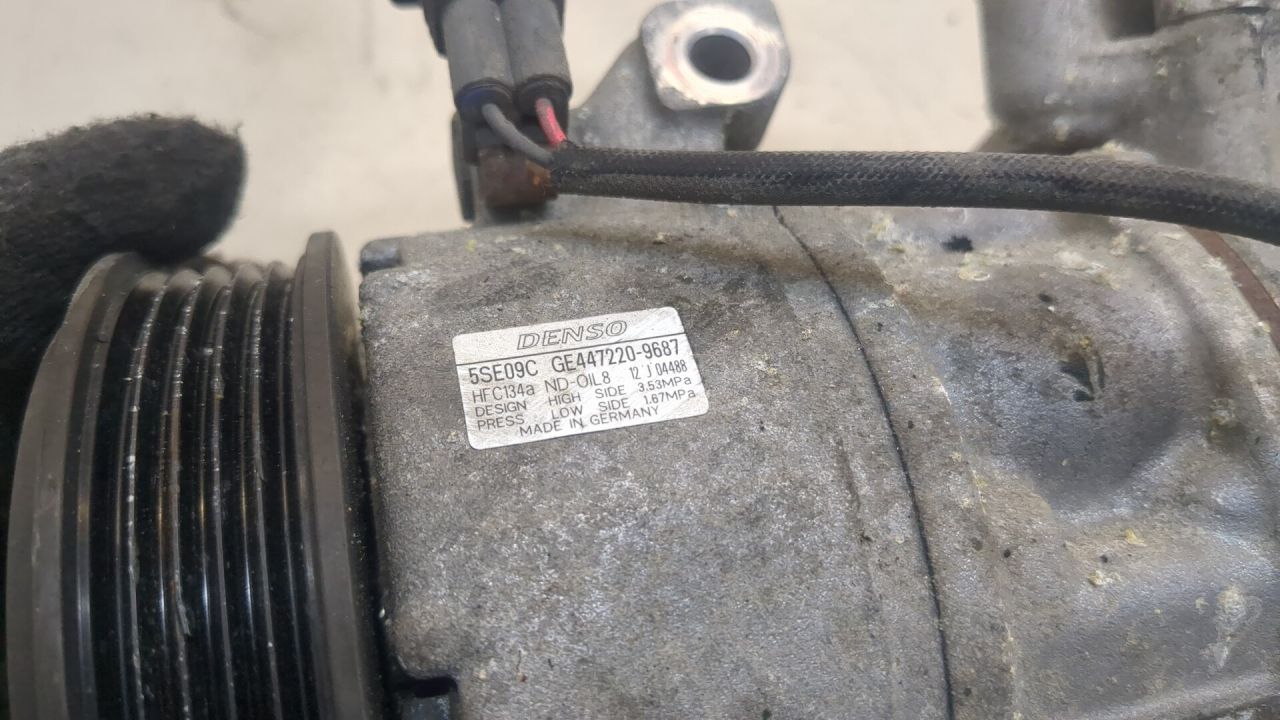 DENSO
5SE09C GE447220-9687
HFC134a ND-OIL8 12 J 04488
DESIGN HIGH SIDE 3.53MPa
PRESS LOW SIDE 1.67MPa
MADE IN GERMANY